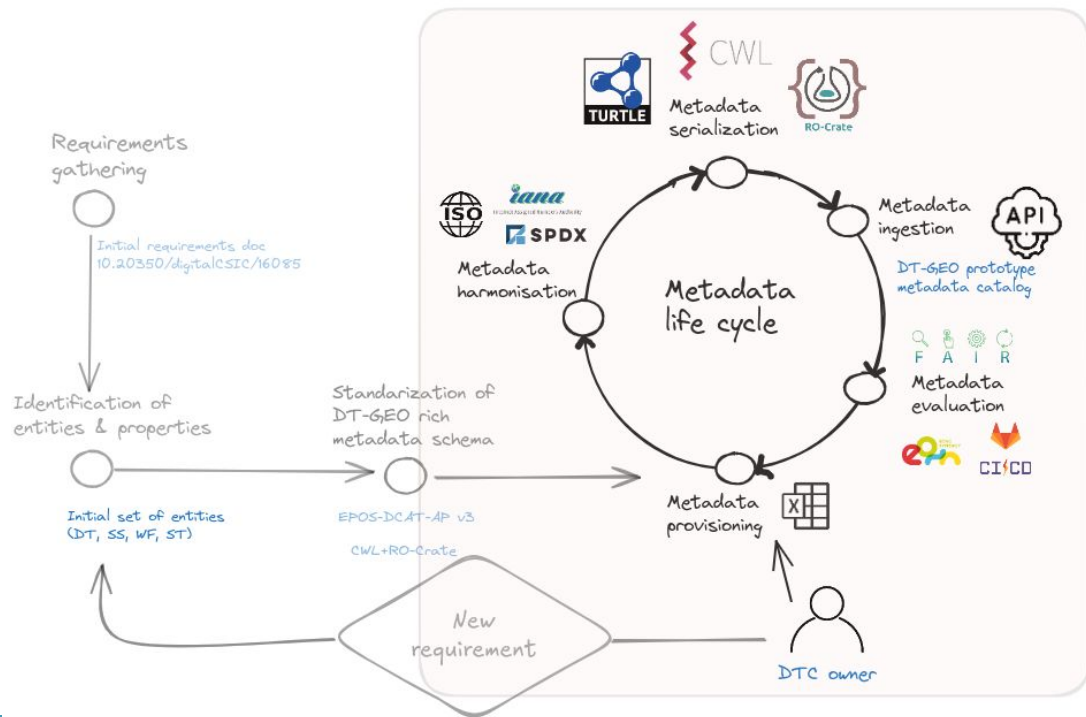 CWL
TURTLE
Metadata
serialization
RO-Crate
Requirements
gathering
Initial requirements doc
10.20350/digitalCSIC/16085
ISO
iana
SPDX
Metadata
harmonisation
Metadata
ingestion
API
DT-GEO prototype
metadata catalog
Metadata
life cycle
F A I R
Metadata
evaluation
CI/CD
Identification of
entities & properties
Initial set of entities
(DT, SS, WF, ST)
Standarization of
DT-GEO rich
metadata schema
EPOS-DCAT-AP v3
CWL+RO-Crate
Metadata
provisioning
X
New
requirement
DTC owner